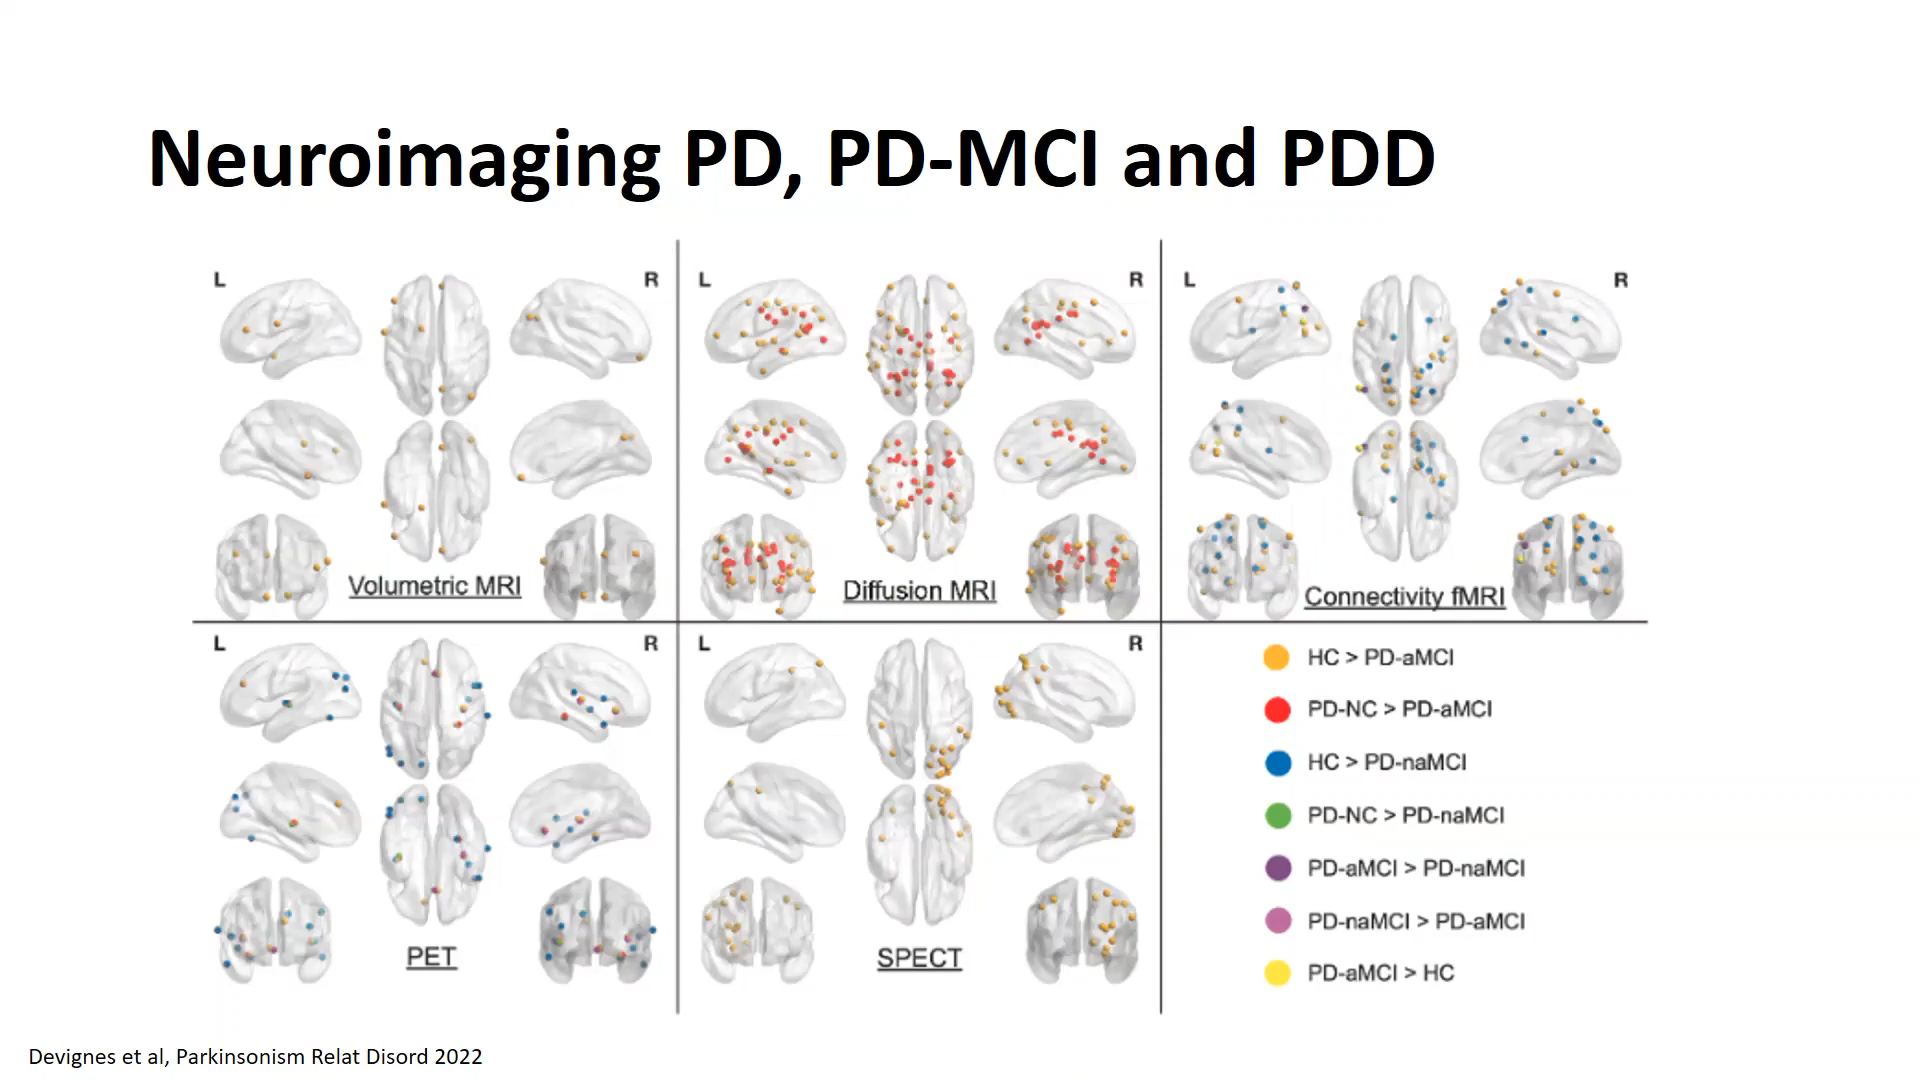 Neuroimaging PD, PD-MCI and PDD
L
R
Volumetric MRI
L
R
Diffusion MRI
L
R
Connectivity fMRI
L
R
PET
L
R
SPECT
HC > PD-aMCI
PD-NC > PD-aMCI
HC > PD-naMCI
PD-NC > PD-naMCI
PD-aMCI > PD-naMCI
PD-naMCI > PD-aMCI
PD-aMCI > HC
Devignes et al, Parkinsonism Relat Disord 2022